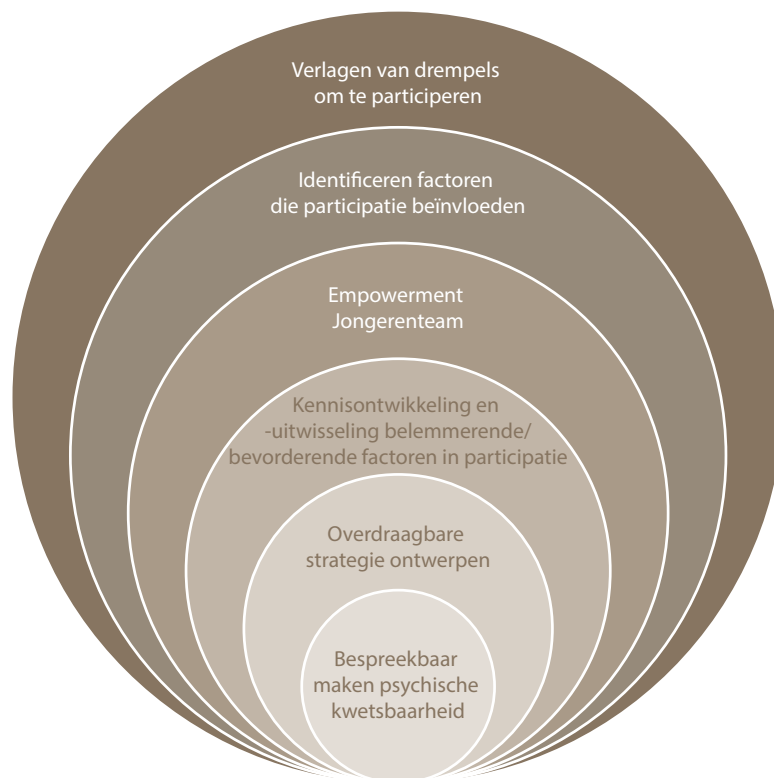 Verlagen van drempels
om te participeren
Identificeren factoren
die participatie beïnvloeden
Empowerment
Jongerenteam
Kennisontwikkeling en
-uitwisseling belemmerende/
bevorderende factoren in participatie
Overdraagbare
strategie ontwerpen
Bespreekbaar
maken psychische
kwetsbaarheid